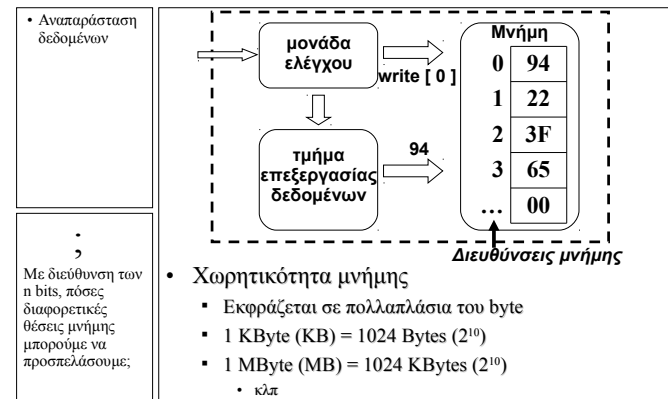 • Αναπαράσταση
δεδομένων
;
Με διεύθυνση των
n bits, πόσες
διαφορετικές
θέσεις μνήμης
μπορούμε να
προσπελάσουμε;
μονάδα
ελέγχου
write [ 0 ]
τμήμα
επεξεργασίας
δεδομένων
94
Μνήμη
0 94
1 22
2 3F
3 65
... 00
Διευθύνσεις μνήμης
• Χωρητικότητα μνήμης
▪ Εκφράζεται σε πολλαπλάσια του byte
▪ 1 KByte (KB) = 1024 Bytes (2¹⁰)
▪ 1 MByte (MB) = 1024 KBytes (2¹⁰)
• κλπ